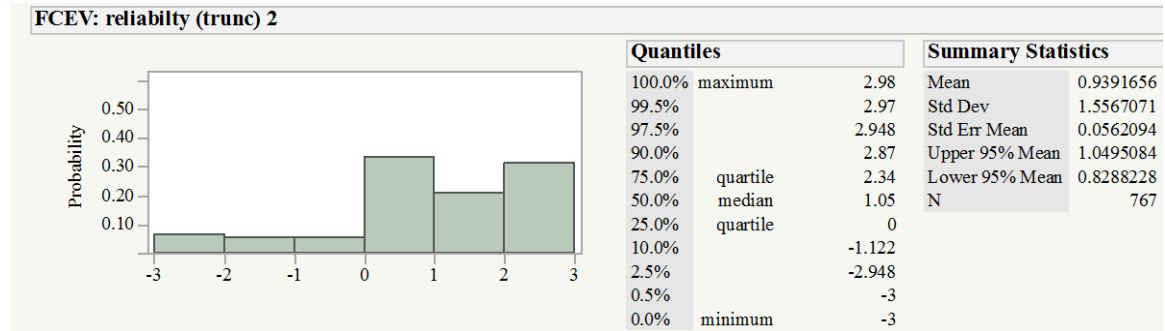 FCEV: reliabilty (trunc) 2
Probability
0.50
0.40
0.30
0.20
0.10
-3 -2 -1 0 1 2 3
Quantiles
100.0% maximum 2.98
99.5% 2.97
97.5% 2.948
90.0% 2.87
75.0% quartile 2.34
50.0% median 1.05
25.0% quartile 0
10.0% -1.122
2.5% -2.948
0.5% -3
0.0% minimum -3
Summary Statistics
Mean 0.9391656
Std Dev 1.5567071
Std Err Mean 0.0562094
Upper 95% Mean 1.0495084
Lower 95% Mean 0.8288228
N 767